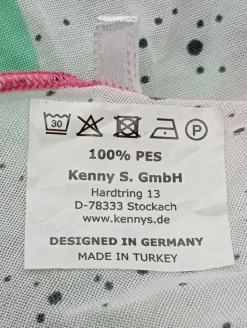 30 P
100% PES
Kenny S. GmbH
Hardtring 13
D-78333 Stockach
www.kennys.de
DESIGNED IN GERMANY
MADE IN TURKEY